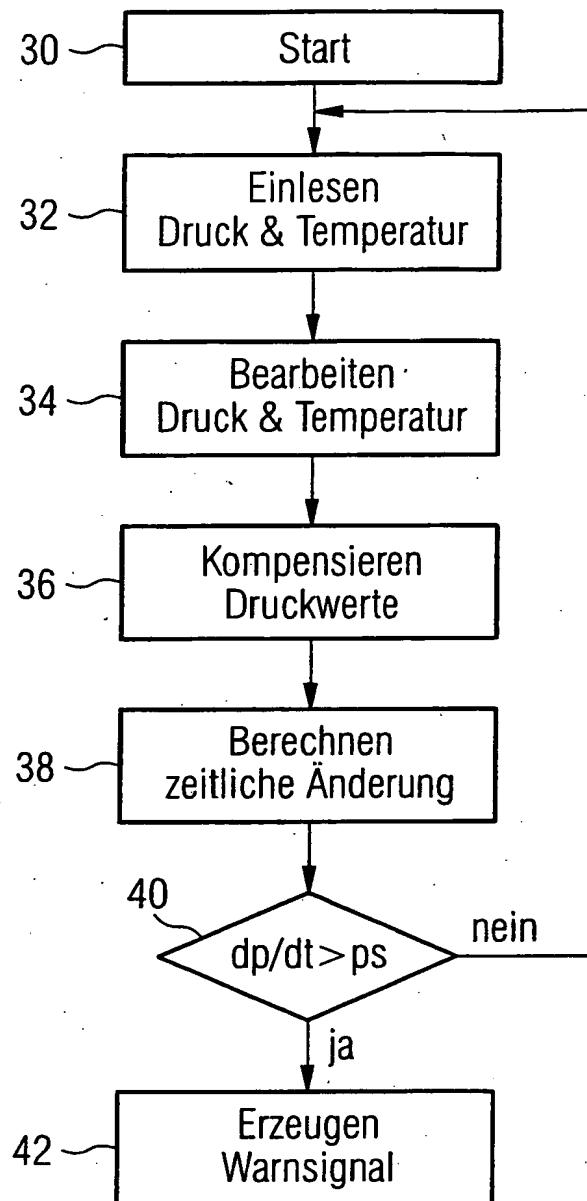 30
Start
32
Einlesen
Druck & Temperatur
34
Bearbeiten
Druck & Temperatur
36
Kompensieren
Druckwerte
38
Berechnen
zeitliche Änderung
40
dp/dt>ps
nein
ja
42
Erzeugen
Warnsignal